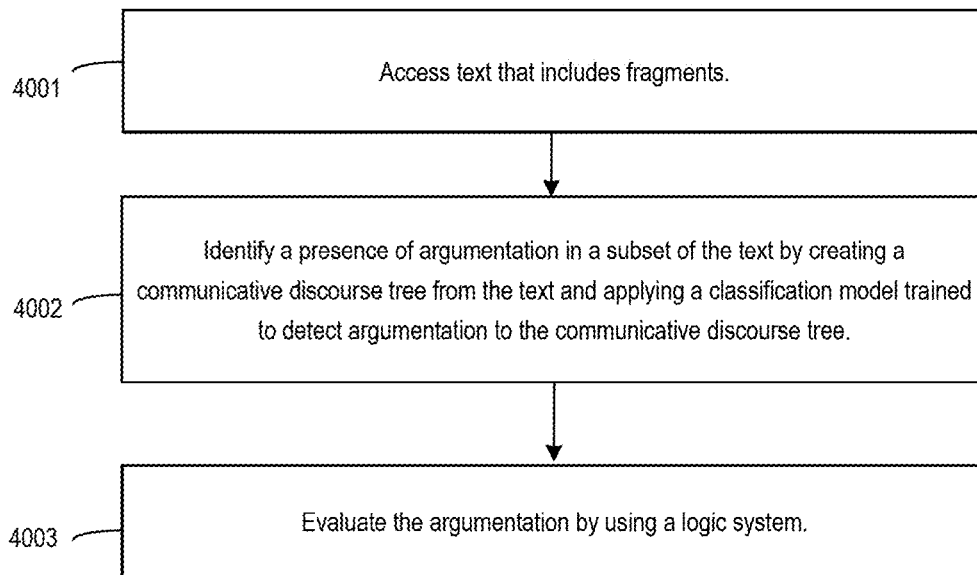 4001
Access text that includes fragments.
4002
Identify a presence of argumentation in a subset of the text by creating a
communicative discourse tree from the text and applying a classification model trained
to detect argumentation to the communicative discourse tree.
4003
Evaluate the argumentation by using a logic system.